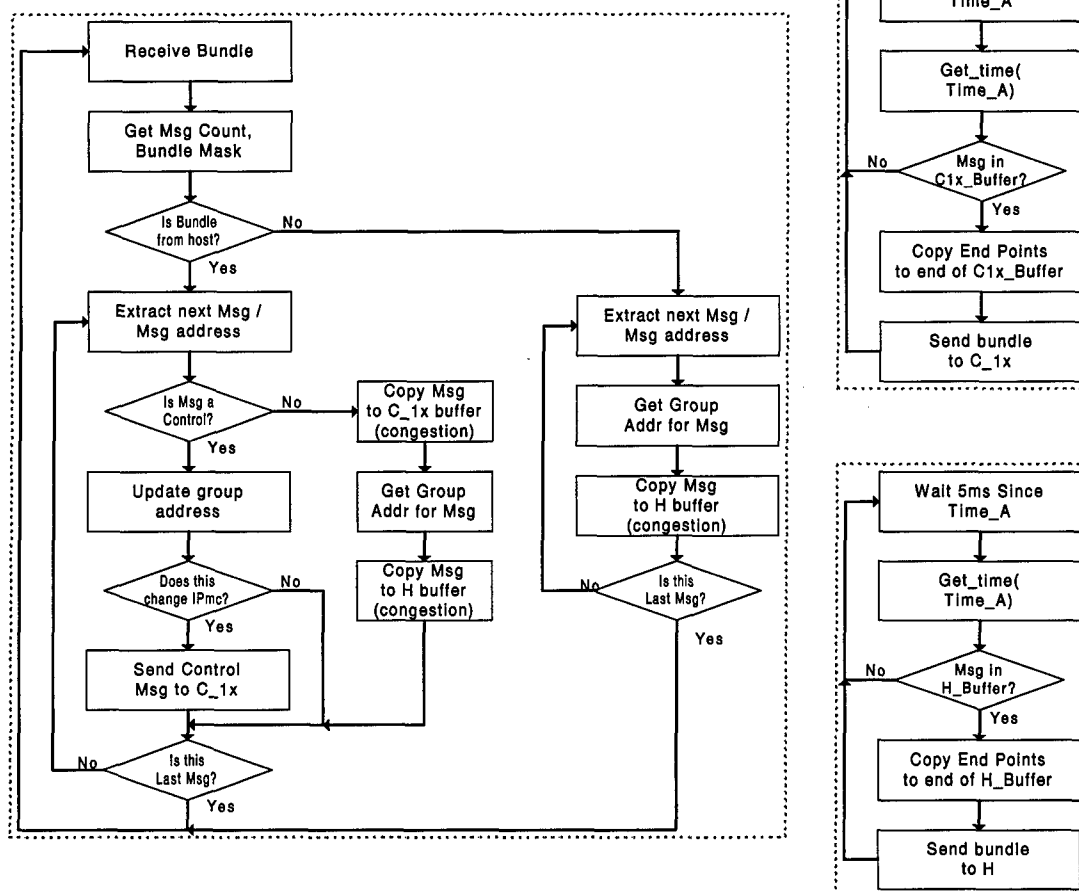 Receive Bundle
Get Msg Count,
Bundle Mask
Is Bundle
from host?
No
Yes
Extract next Msg /
Msg address
Is Msg a
Control?
No
Yes
Copy Msg
to C_1x buffer
(congestion)
Update group
address
Get Group
Addr for Msg
Does this
change IPmc?
No
Yes
Copy Msg
to H buffer
(congestion)
Send Control
Msg to C_1x
Is this
Last Msg?
No
Yes
Extract next Msg /
Msg address
Get Group
Addr for Msg
Copy Msg
to H buffer
(congestion)
Is this
Last Msg?
No
Yes
Time_A
Get_time(
Time_A)
Msg in
C1x_Buffer?
No
Yes
Copy End Points
to end of C1x_Buffer
Send bundle
to C_1x
Wait 5ms Since
Time_A
Get_time(
Time_A)
Msg in
H_Buffer?
No
Yes
Copy End Points
to end of H_Buffer
Send bundle
to H